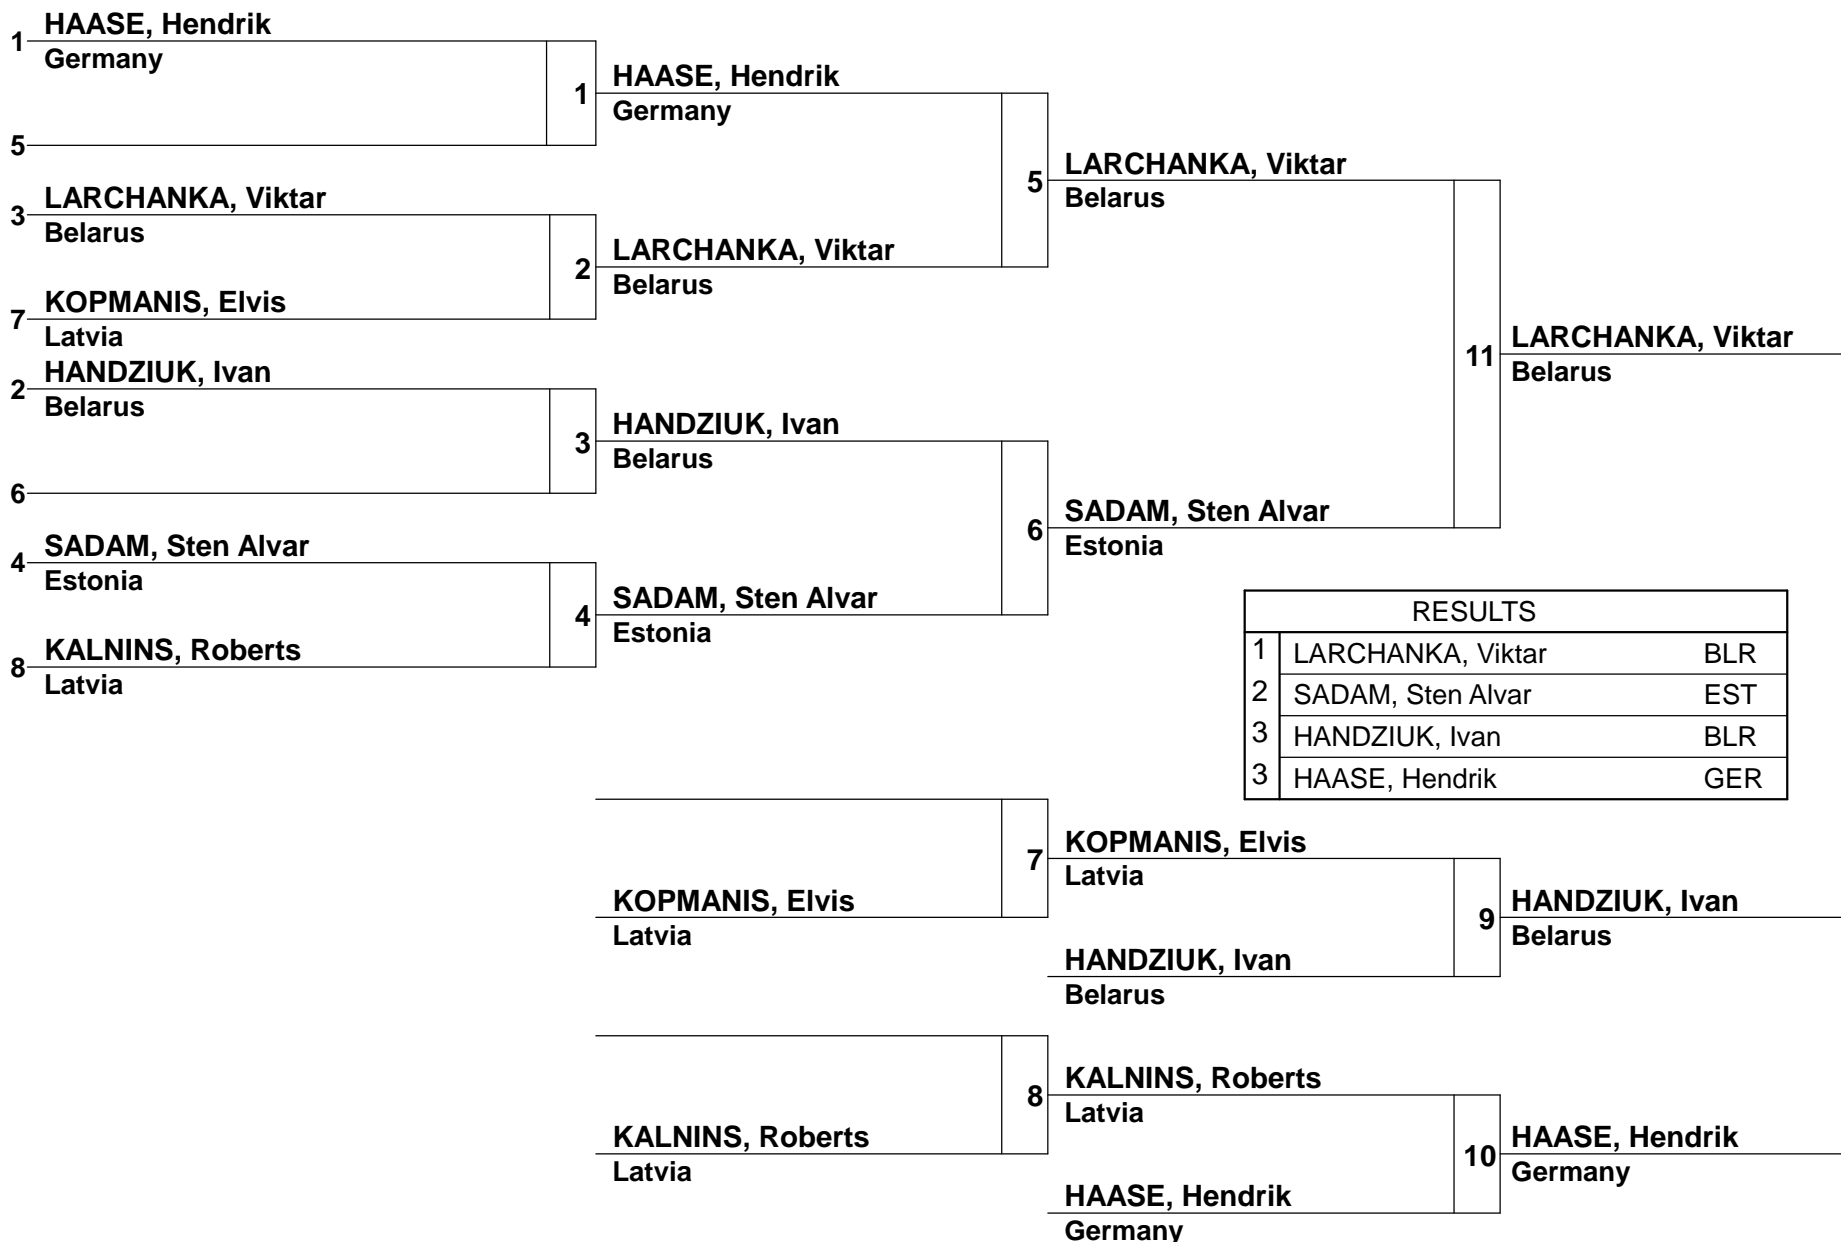 1 HAASE, Hendrik
Germany
5
3 LARCHANKA, Viktar
Belarus
7 KOPMANIS, Elvis
Latvia
2 HANDZIUK, Ivan
Belarus
6
4 SADAM, Sten Alvar
Estonia
8 KALNINS, Roberts
Latvia
1 HAASE, Hendrik
Germany
2 LARCHANKA, Viktar
Belarus
3 HANDZIUK, Ivan
Belarus
4 SADAM, Sten Alvar
Estonia
5 LARCHANKA, Viktar
Belarus
6 SADAM, Sten Alvar
Estonia
11 LARCHANKA, Viktar
Belarus
RESULTS
1 LARCHANKA, Viktar BLR
2 SADAM, Sten Alvar EST
3 HANDZIUK, Ivan BLR
3 HAASE, Hendrik GER
KOPMANIS, Elvis
Latvia
7 KOPMANIS, Elvis
Latvia
HANDZIUK, Ivan
Belarus
9 HANDZIUK, Ivan
Belarus
KALNINS, Roberts
Latvia
8 KALNINS, Roberts
Latvia
HAASE, Hendrik
Germany
10 HAASE, Hendrik
Germany